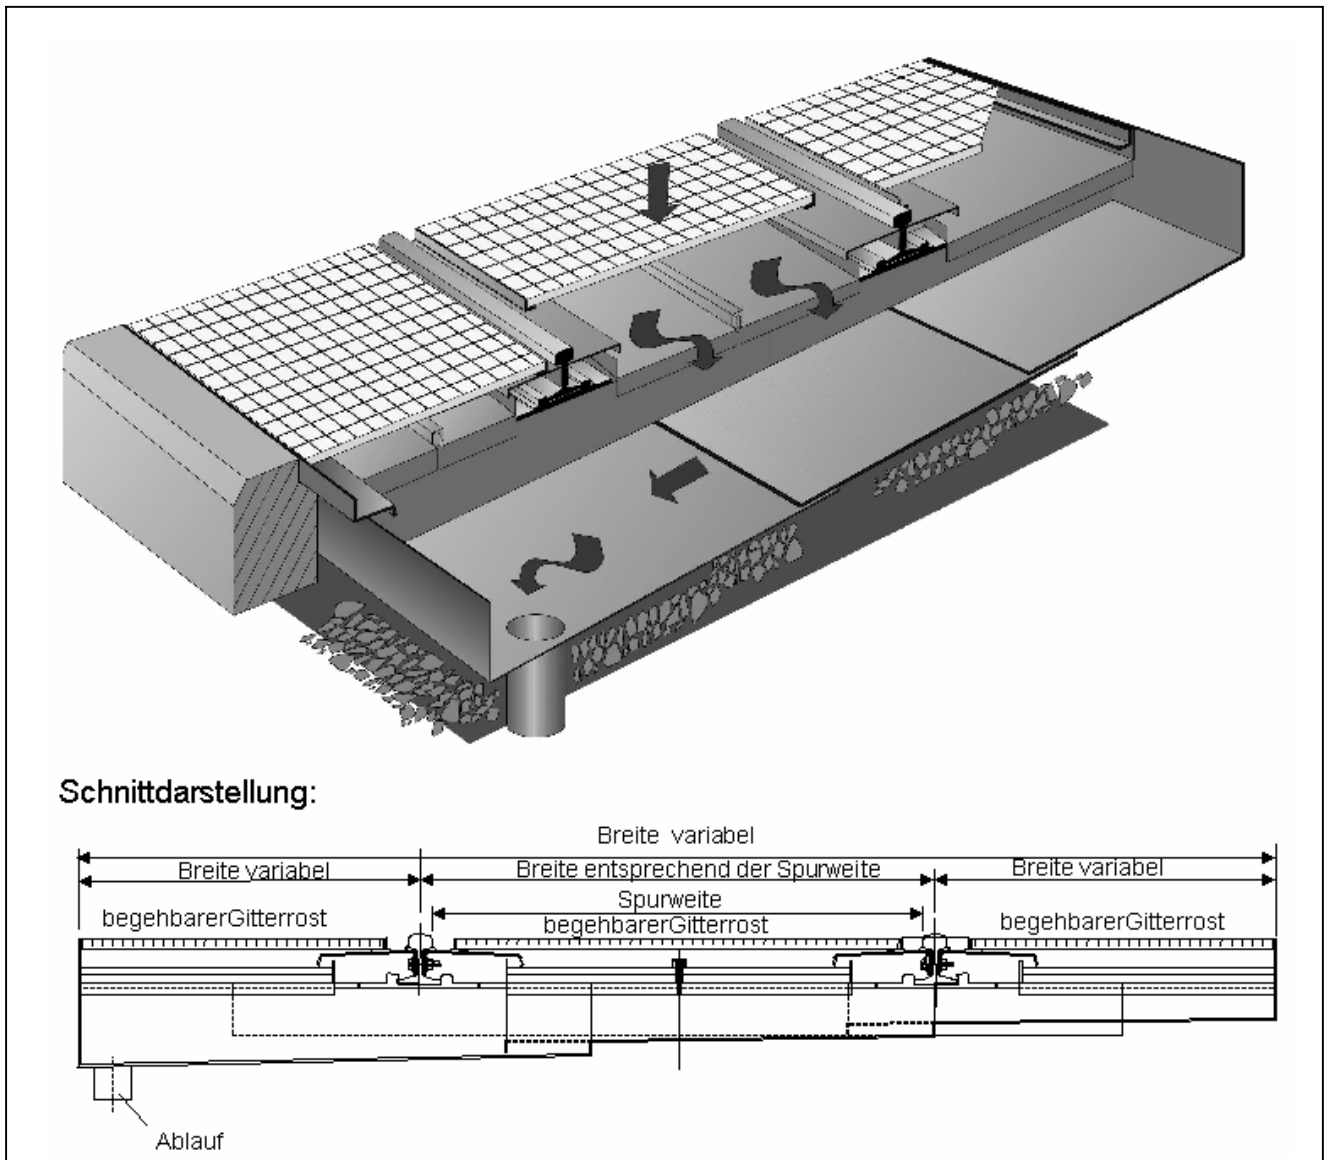 Schnittdarstellung:
Breite variabel
Breite variabel
Breite entsprechend der Spurweite
Breite variabel
Spurweite
begehbarerGitterrost
begehbarerGitterrost
begehbarerGitterrost
Ablauf